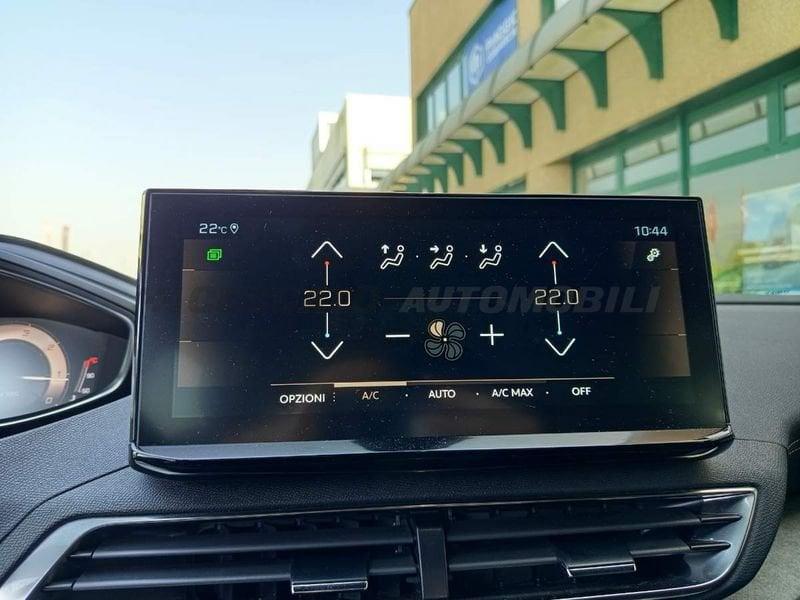 22°C 10:44
22.0 22.0
AUTOMOBILI
OPZIONI A/C AUTO A/C MAX OFF